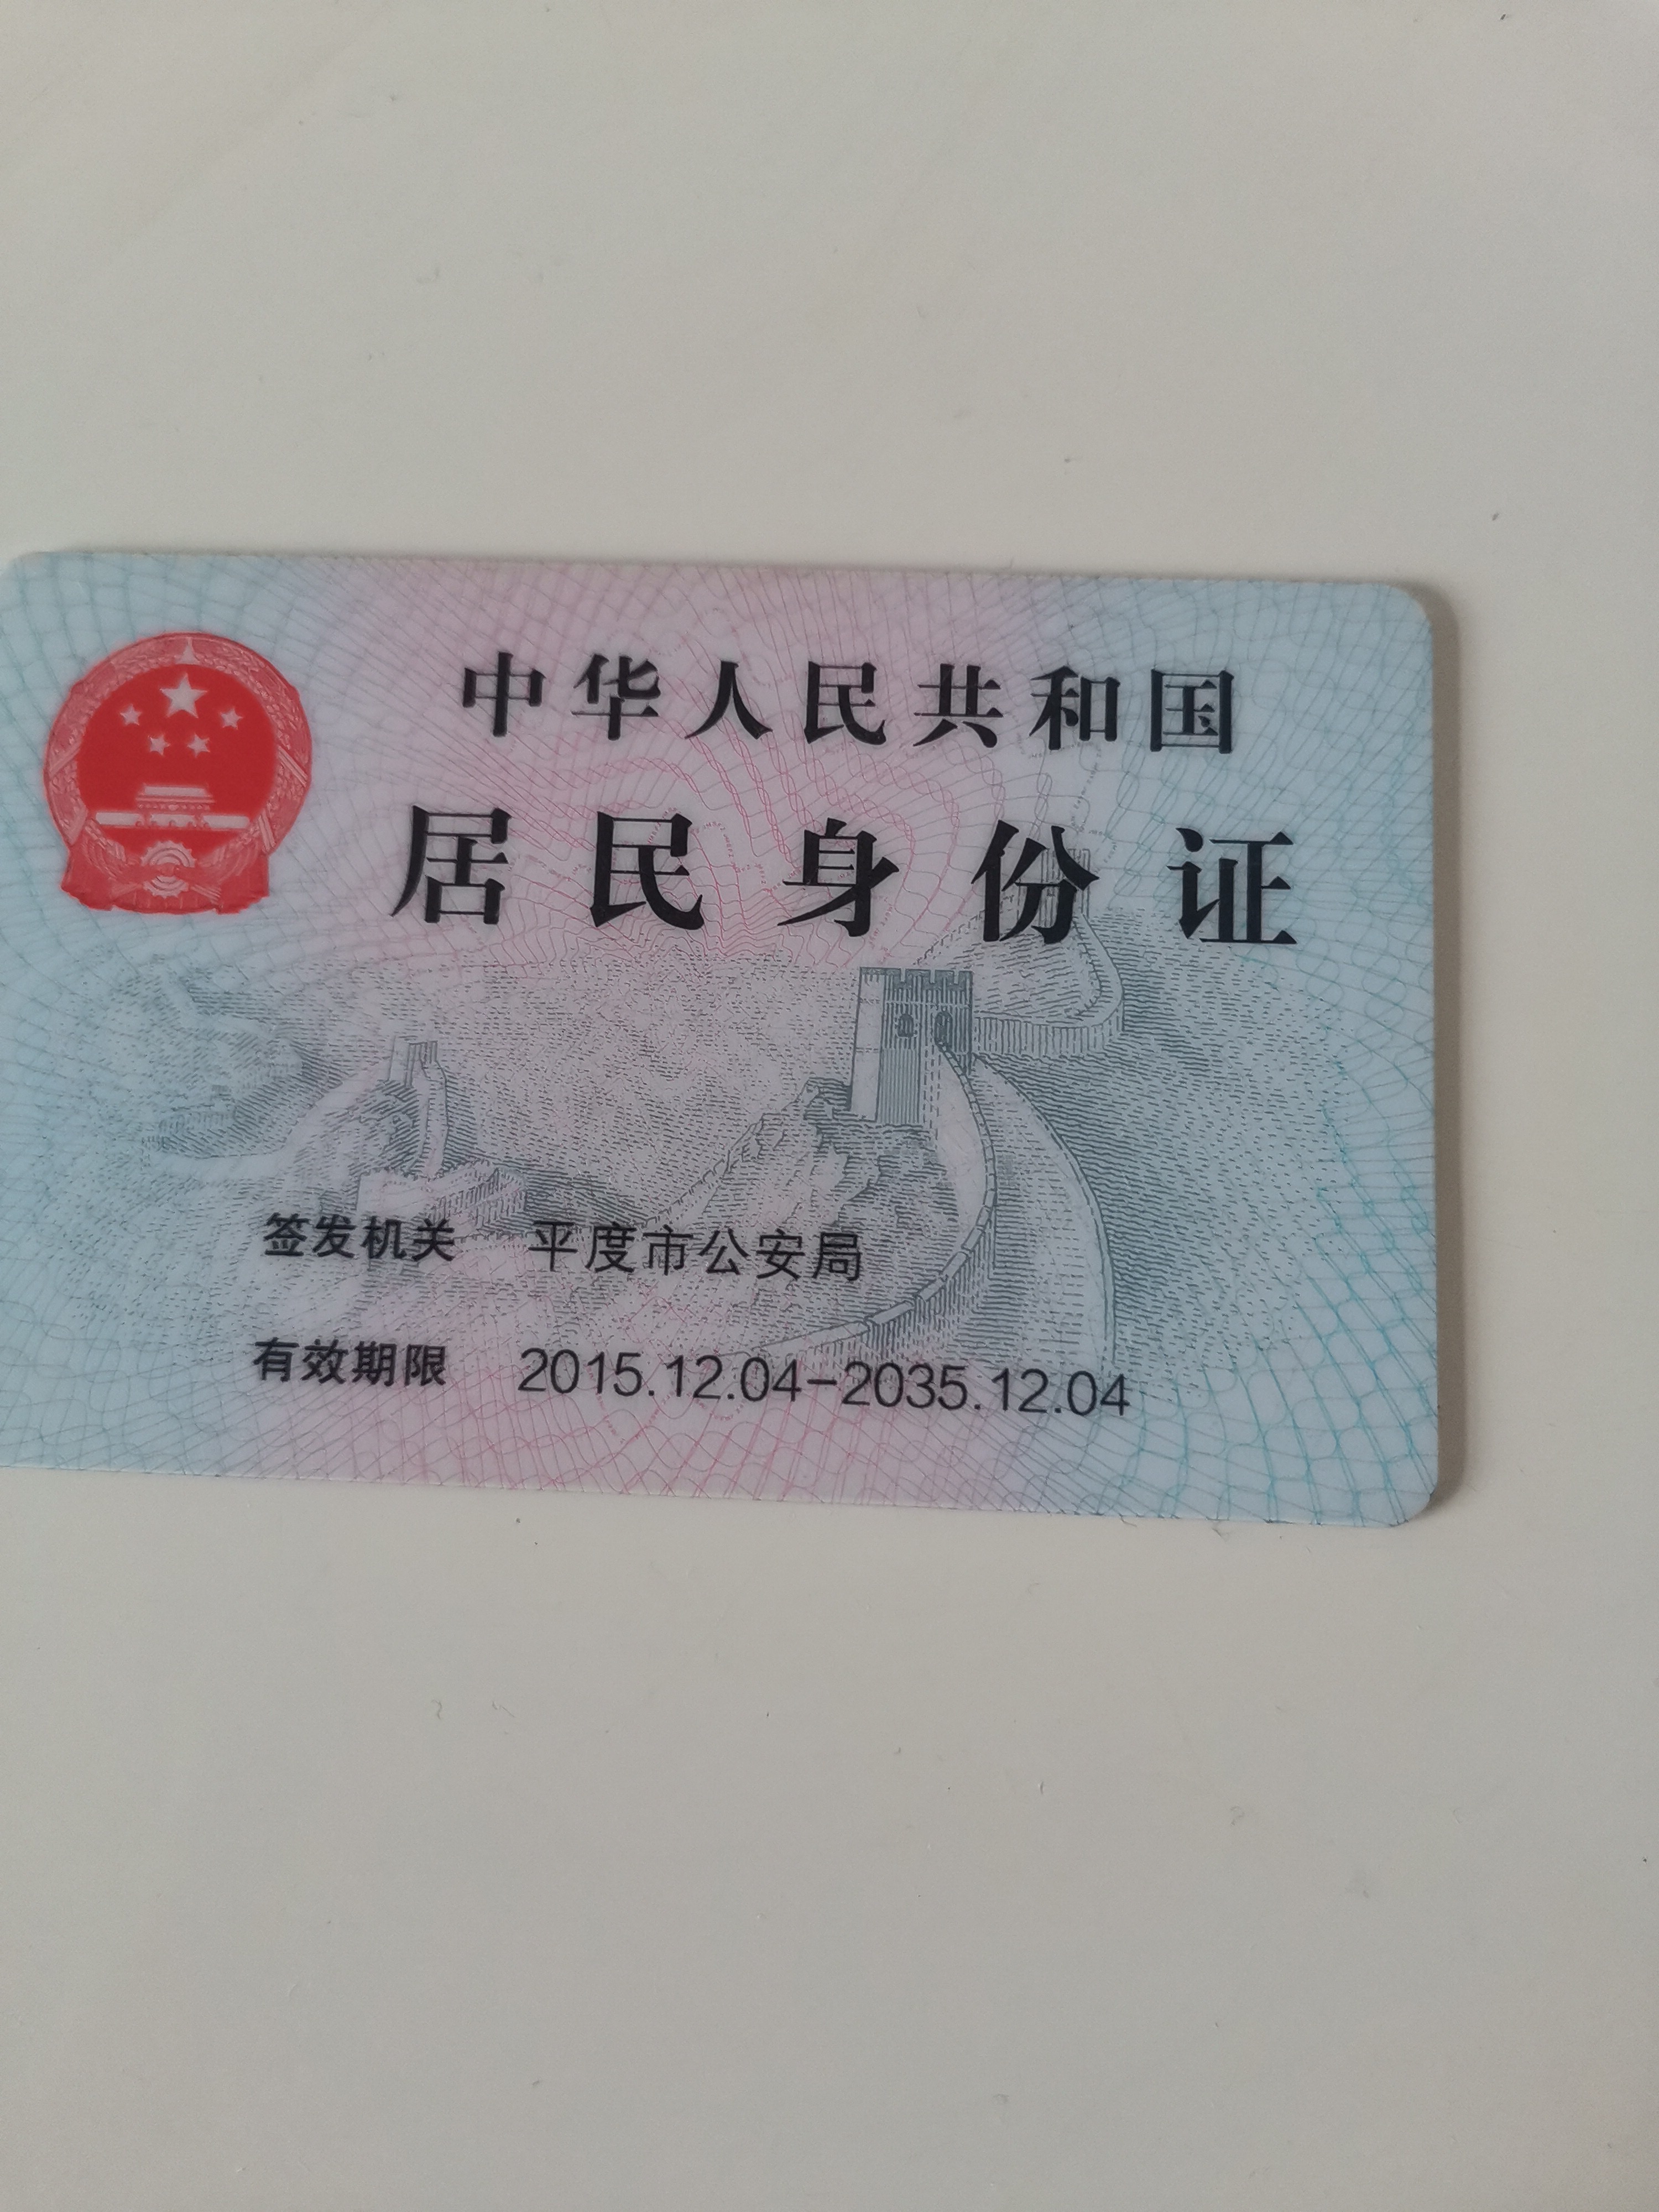 中华人民共和国
居民身份证
签发机关 平度市公安局
有效期限 2015.12.04-2035.12.04